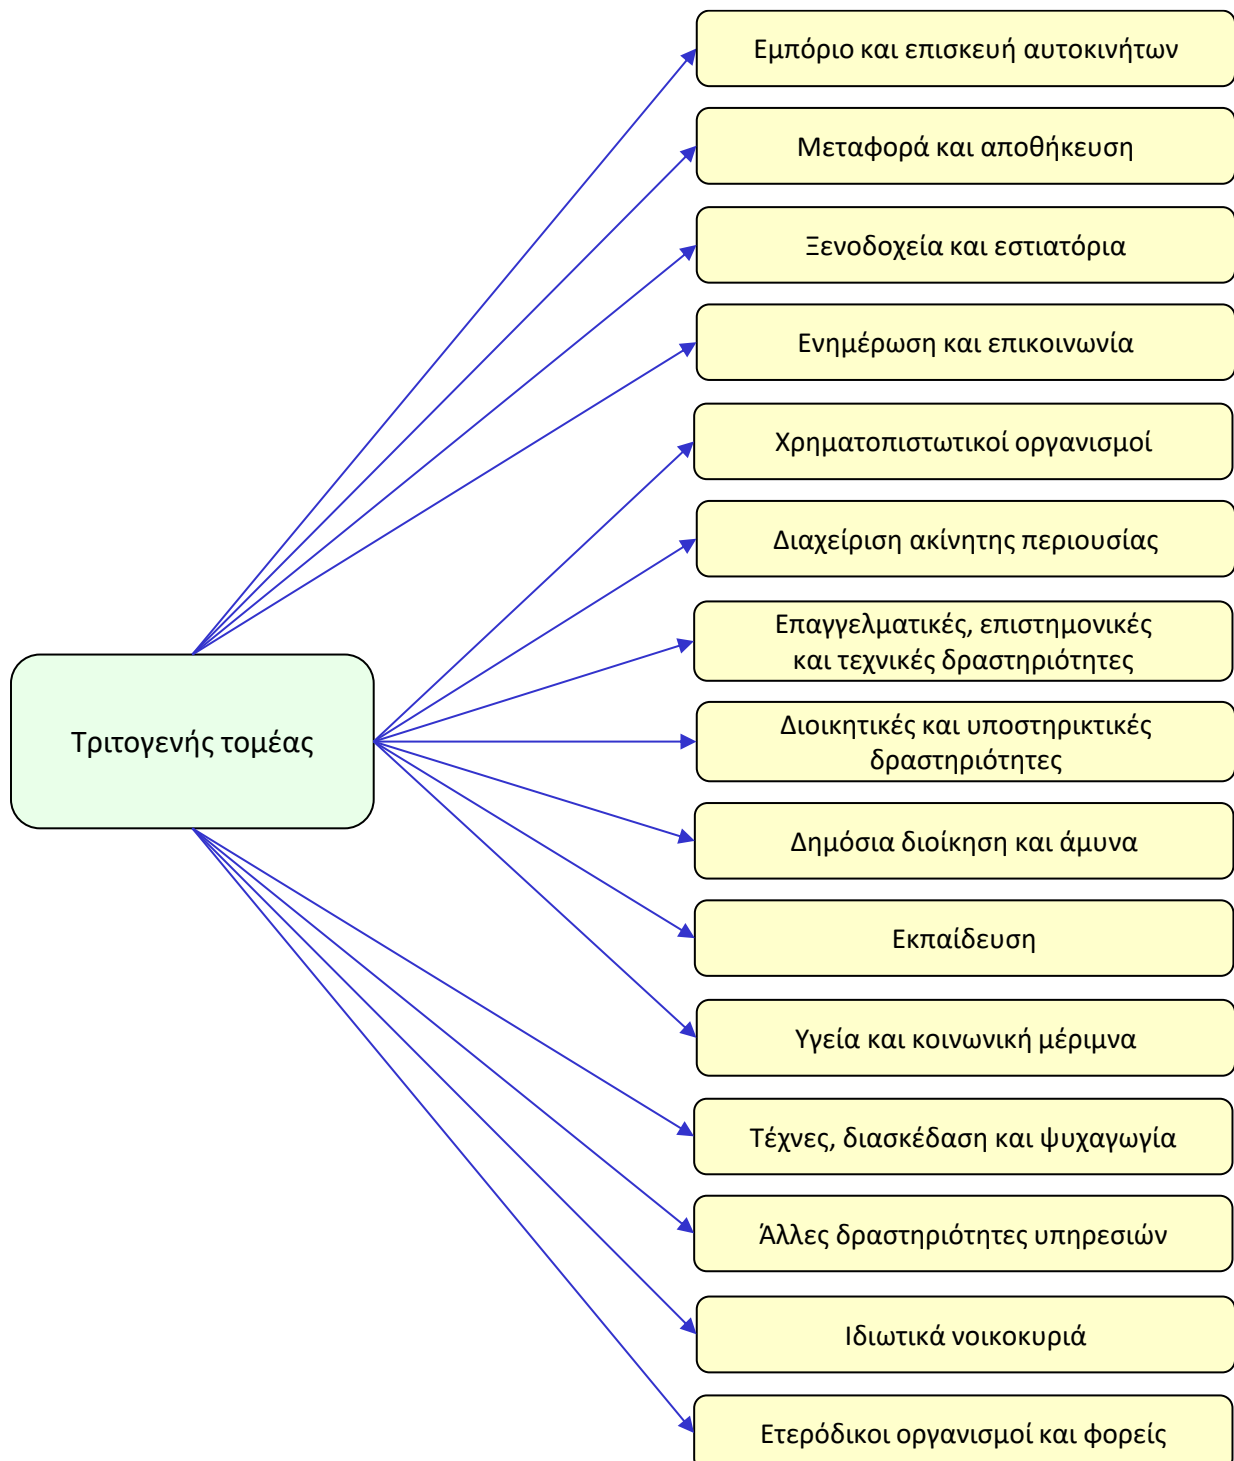 Εμπόριο και επισκευή αυτοκινήτων
Μεταφορά και αποθήκευση
Ξενοδοχεία και εστιατόρια
Ενημέρωση και επικοινωνία
Χρηματοπιστωτικοί οργανισμοί
Διαχείριση ακίνητης περιουσίας
Επαγγελματικές, επιστημονικές
και τεχνικές δραστηριότητες
Τριτογενής τομέας
Διοικητικές και υποστηρικτικές
δραστηριότητες
Δημόσια διοίκηση και άμυνα
Εκπαίδευση
Υγεία και κοινωνική μέριμνα
Τέχνες, διασκέδαση και ψυχαγωγία
Άλλες δραστηριότητες υπηρεσιών
Ιδιωτικά νοικοκυριά
Ετερόδικοι οργανισμοί και φορείς